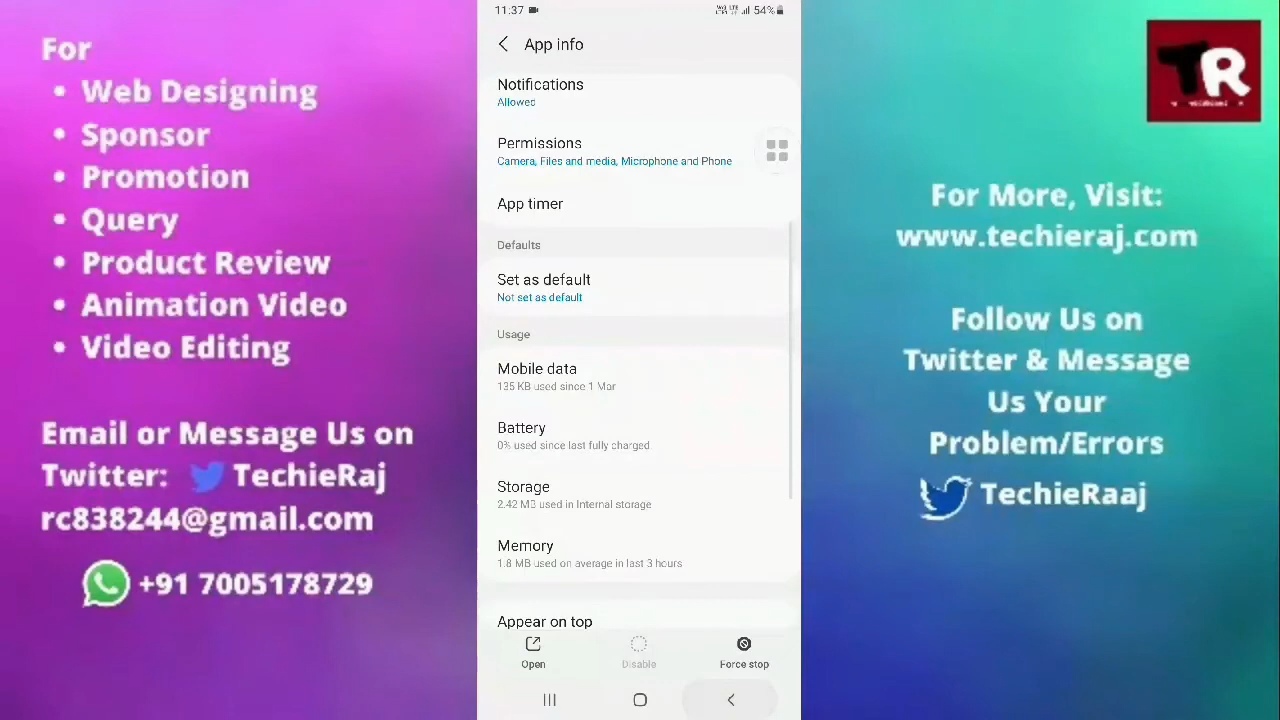 For
• Web Designing
• Sponsor
• Promotion
• Query
• Product Review
• Animation Video
• Video Editing
Email or Message Us on
Twitter: TechieRaj
rc838244@gmail.com
+91 7005178729
11:37
54%
App info
Notifications
Allowed
Permissions
Camera, Files and media, Microphone and Phone
App timer
Defaults
Set as default
Not set as default
Usage
Mobile data
135 KB used since 1 Mar
Battery
0% used since last fully charged
Storage
2.42 MB used in Internal storage
Memory
1.8 MB used on average in last 3 hours
Appear on top
Open
Disable
Force stop
TR
For More, Visit:
www.techieraj.com
Follow Us on
Twitter & Message
Us Your
Problem/Errors
TechieRaaj